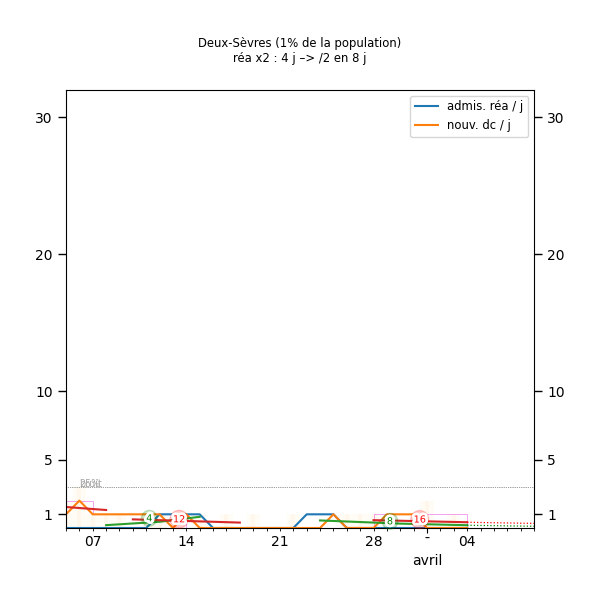 Deux-Sèvres (1% de la population)
réa x2 : 4 j –> /2 en 8 j
admis. réa / j
nouv. dc / j
30 30
20 20
10 10
5 5
1 1
4 12 8 16
07 14 21 28 - 04
avril